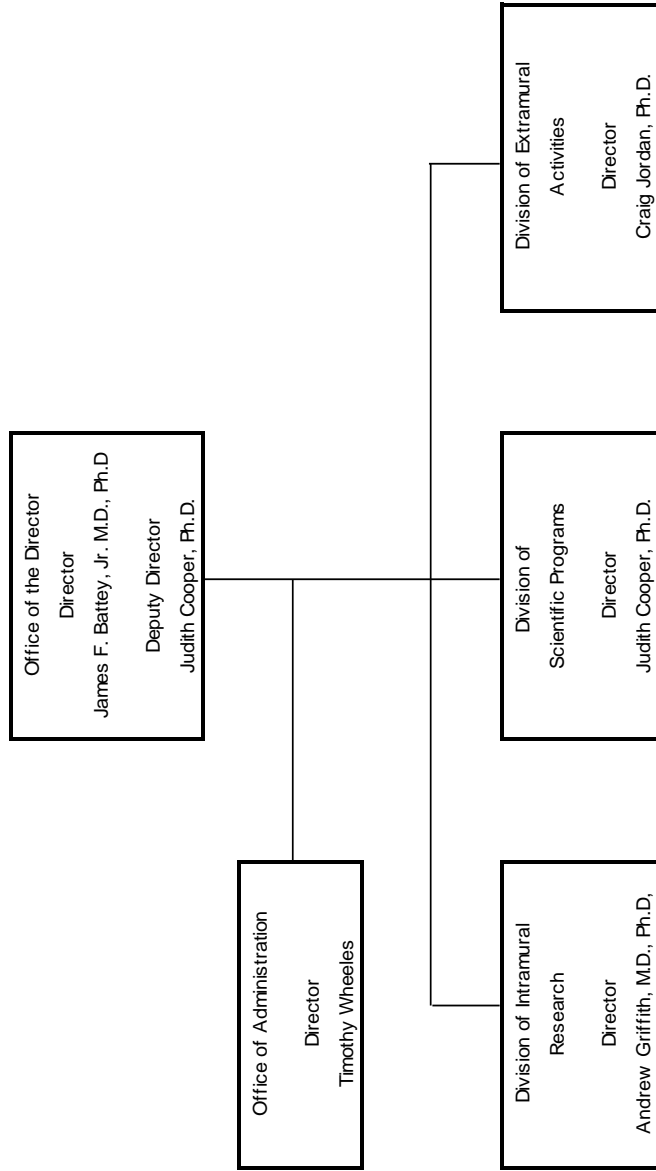 Office of the Director
Director
James F. Battey, Jr. M.D., Ph.D
Deputy Director
Judith Cooper, Ph.D.
Office of Administration
Director
Timothy Wheeles
Division of Intramural
Research
Director
Andrew Griffith, M.D., Ph.D,
Division of
Scientific Programs
Director
Judith Cooper, Ph.D.
Division of Extramural
Activities
Director
Craig Jordan, Ph.D.